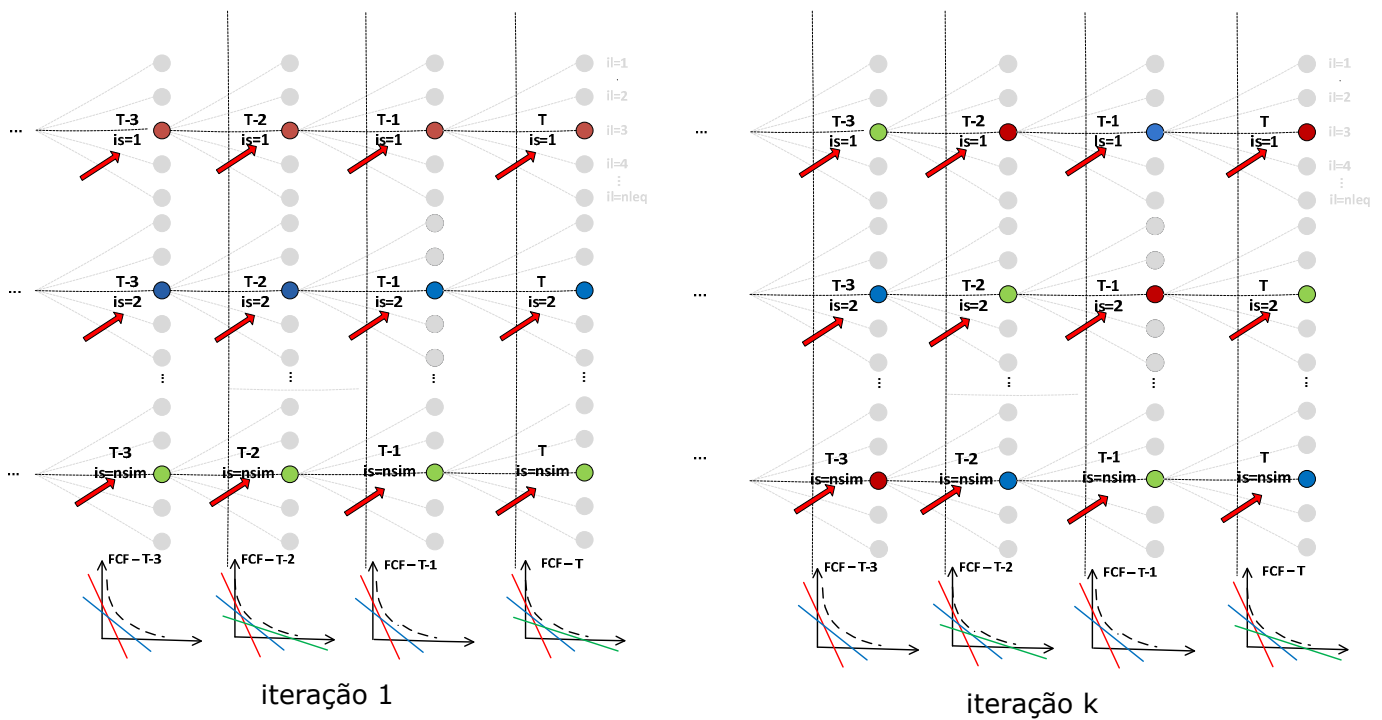 il=1
.
il=2
T-3 T-2 T-1 T
... il=3
is=1 is=1 is=1 is=1
il=4
⋮
il=nleq
T-3 T-2 T-1 T
...
is=2 is=2 is=2 is=2
⋮ ⋮ ⋮ ⋮
T-3 T-2 T-1 T
...
is=nsim is=nsim is=nsim is=nsim
FCF–T-3 FCF–T-2 FCF–T-1 FCF–T
iteração 1
il=1
.
il=2
T-3 T-2 T-1 T
... il=3
is=1 is=1 is=1 is=1
il=4
⋮
il=nleq
T-3 T-2 T-1 T
...
is=2 is=2 is=2 is=2
⋮ ⋮ ⋮ ⋮
T-3 T-2 T-1 T
...
is=nsim is=nsim is=nsim is=nsim
FCF–T-3 FCF–T-2 FCF–T-1 FCF–T
iteração k